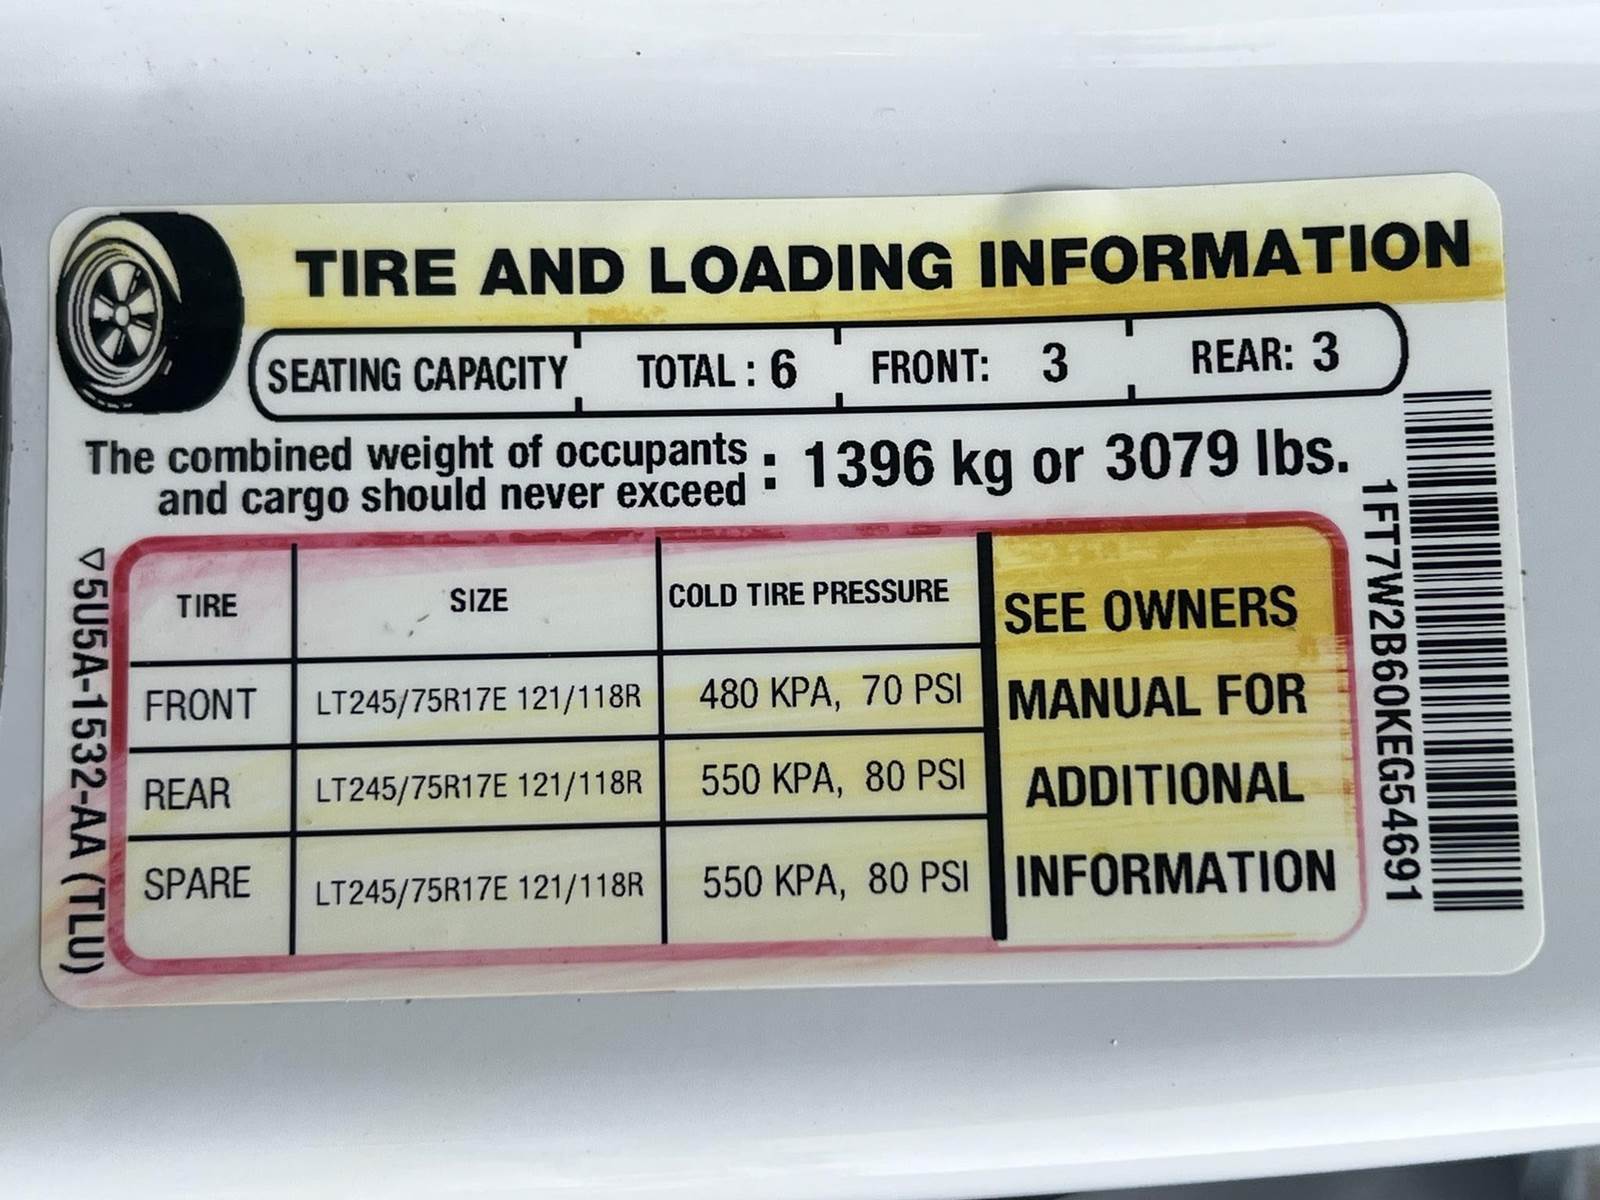 TIRE AND LOADING INFORMATION
SEATING CAPACITY TOTAL : 6 FRONT: 3 REAR: 3
The combined weight of occupants
and cargo should never exceed : 1396 kg or 3079 lbs.
TIRE SIZE COLD TIRE PRESSURE
FRONT LT245/75R17E 121/118R 480 KPA, 70 PSI
REAR LT245/75R17E 121/118R 550 KPA, 80 PSI
SPARE LT245/75R17E 121/118R 550 KPA, 80 PSI
SEE OWNERS
MANUAL FOR
ADDITIONAL
INFORMATION
1FT7W2B60KEG54691
▽5U5A-1532-AA (TLU)